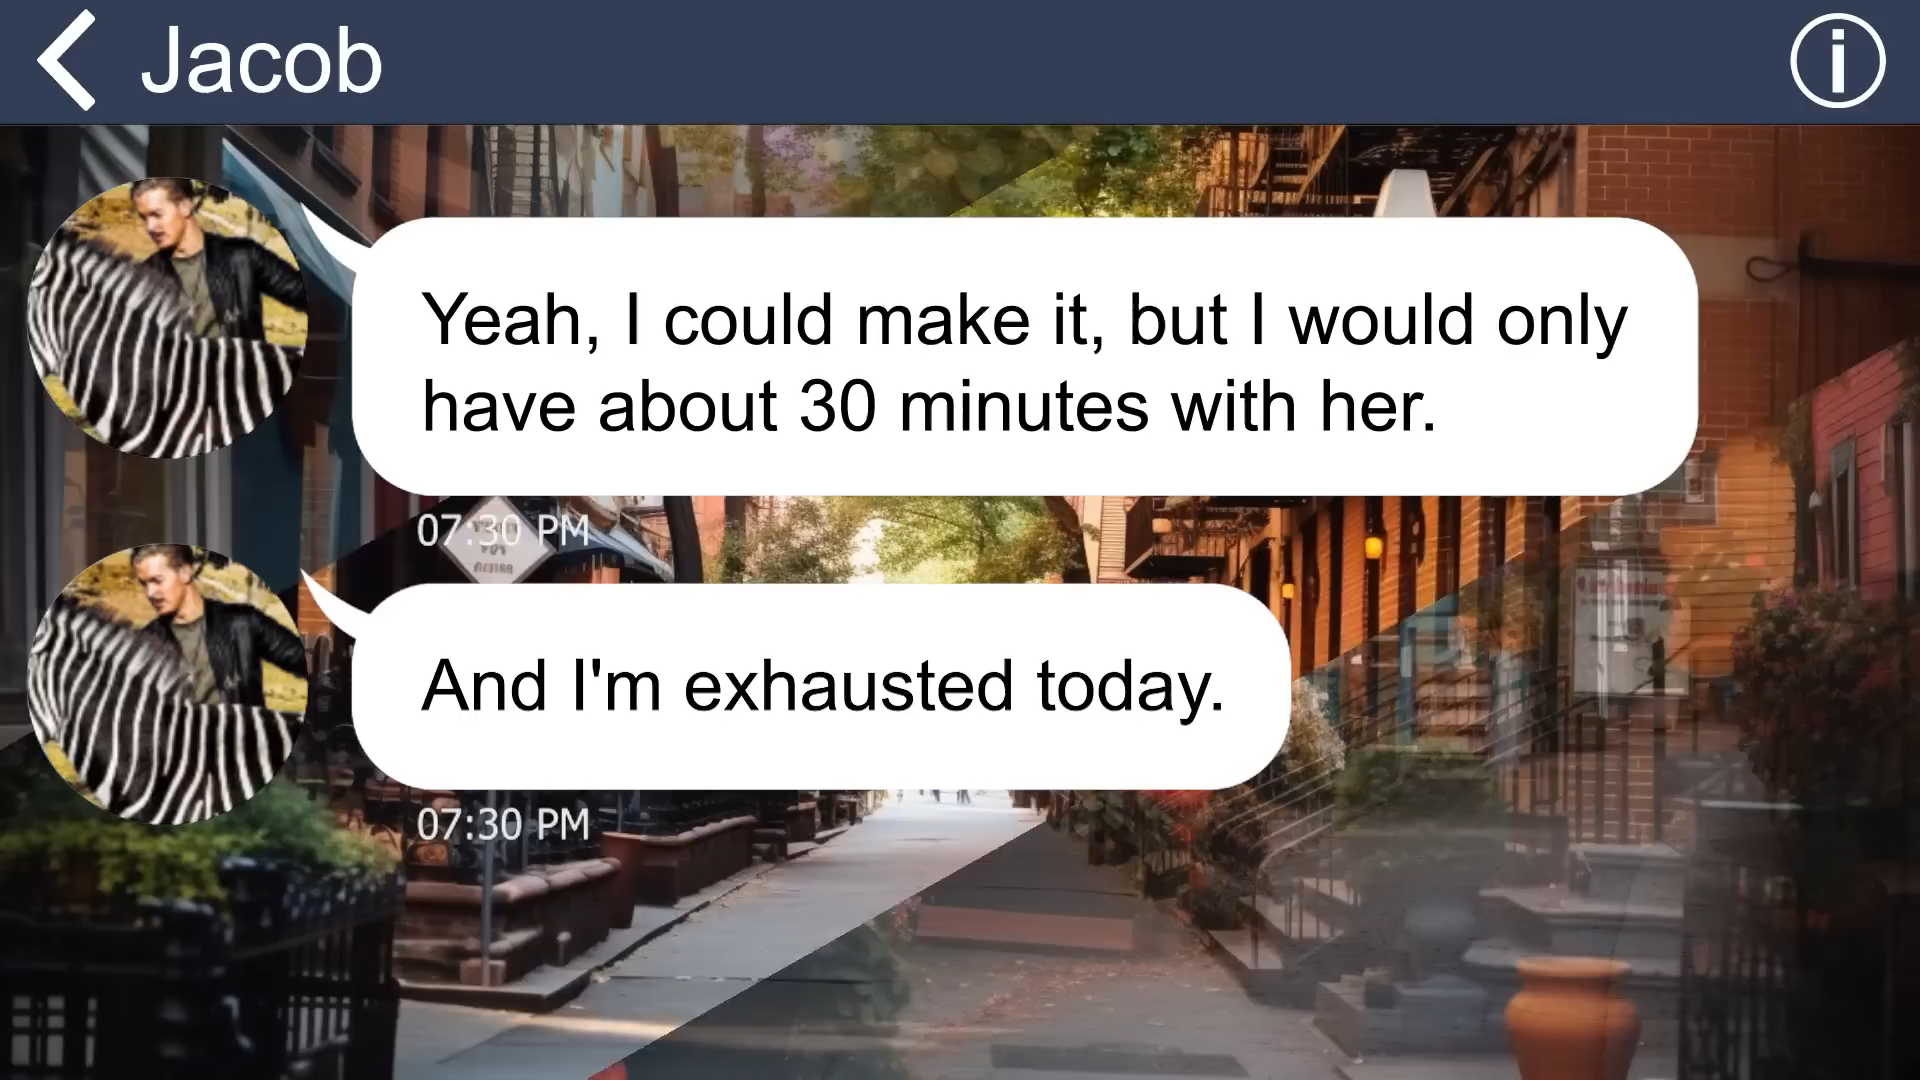 Jacob
Yeah, I could make it, but I would only
have about 30 minutes with her.
07:30 PM
And I'm exhausted today.
07:30 PM